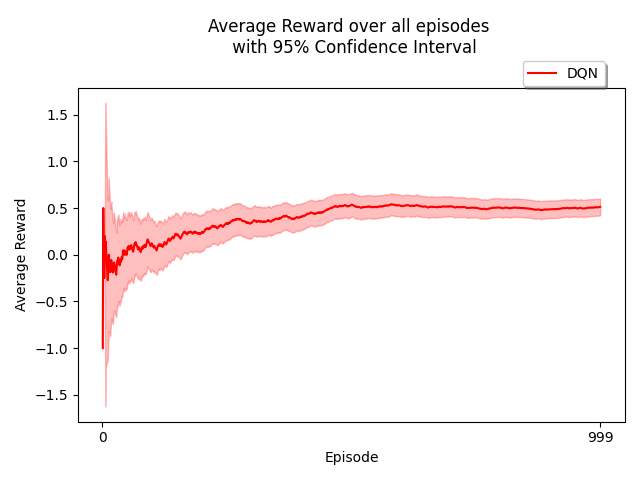 Average Reward over all episodes
with 95% Confidence Interval
DQN
Average Reward
1.5
1.0
0.5
0.0
−0.5
−1.0
−1.5
0
999
Episode